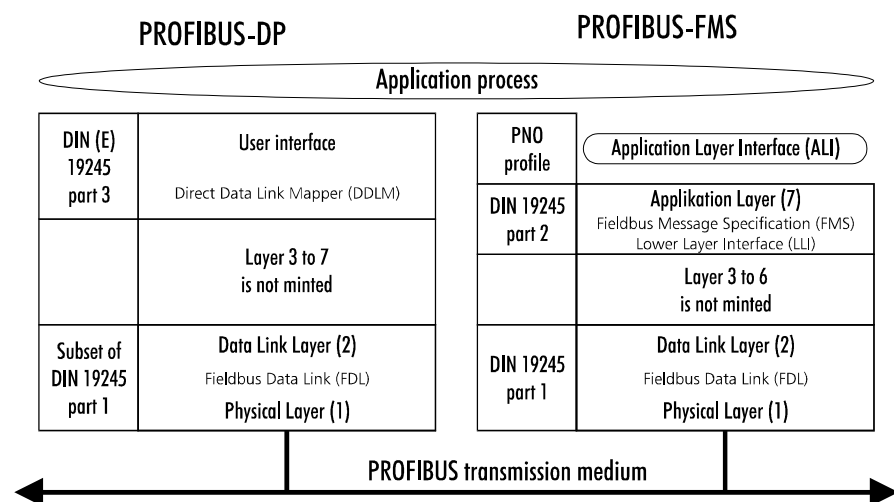 PROFIBUS-DP
PROFIBUS-FMS
Application process
DIN (E)
19245
part 3
User interface
Direct Data Link Mapper (DDLM)
Layer 3 to 7
is not minted
Subset of
DIN 19245
part 1
Data Link Layer (2)
Fieldbus Data Link (FDL)
Physical Layer (1)
PNO
profile
Application Layer Interface (ALI)
DIN 19245
part 2
Applikation Layer (7)
Fieldbus Message Specification (FMS)
Lower Layer Interface (LLI)
Layer 3 to 6
is not minted
DIN 19245
part 1
Data Link Layer (2)
Fieldbus Data Link (FDL)
Physical Layer (1)
PROFIBUS transmission medium